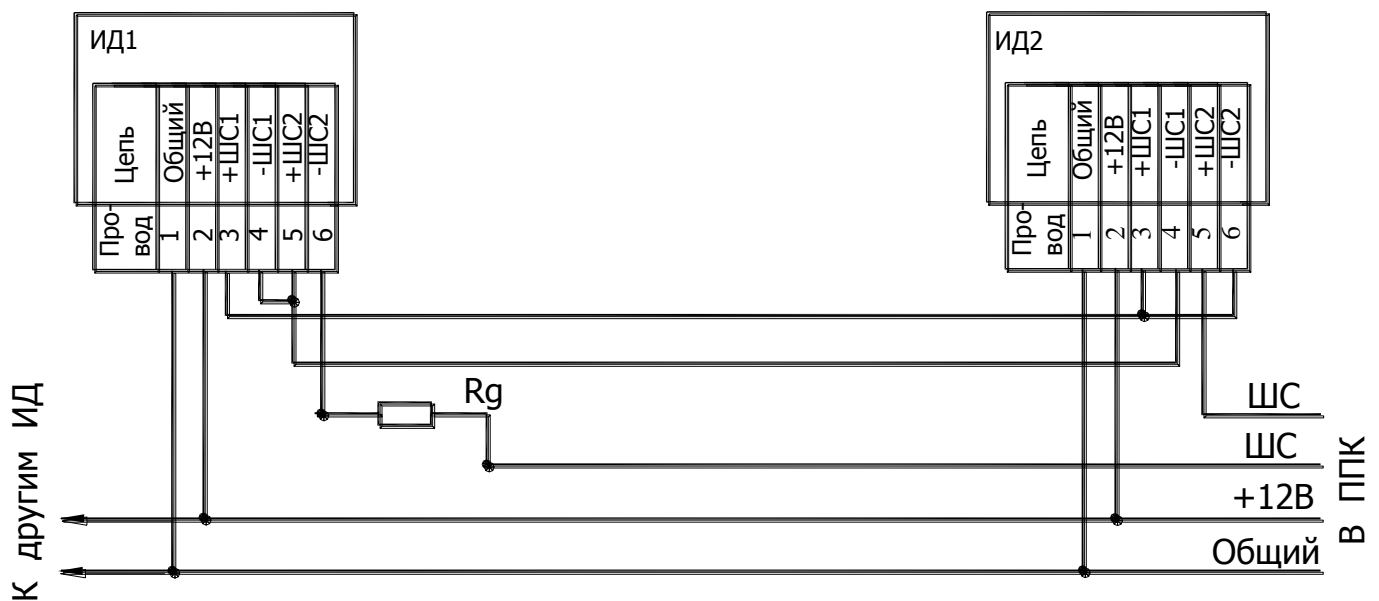 ИД1
Цепь
Общий
+12В
+ШС1
-ШС1
+ШС2
-ШС2
Про-
вод
1
2
3
4
5
6
ИД2
Цепь
Общий
+12В
+ШС1
-ШС1
+ШС2
-ШС2
Про-
вод
1
2
3
4
5
6
Rg
ШС
ШС
+12В
Общий
К другим ИД
В ППК